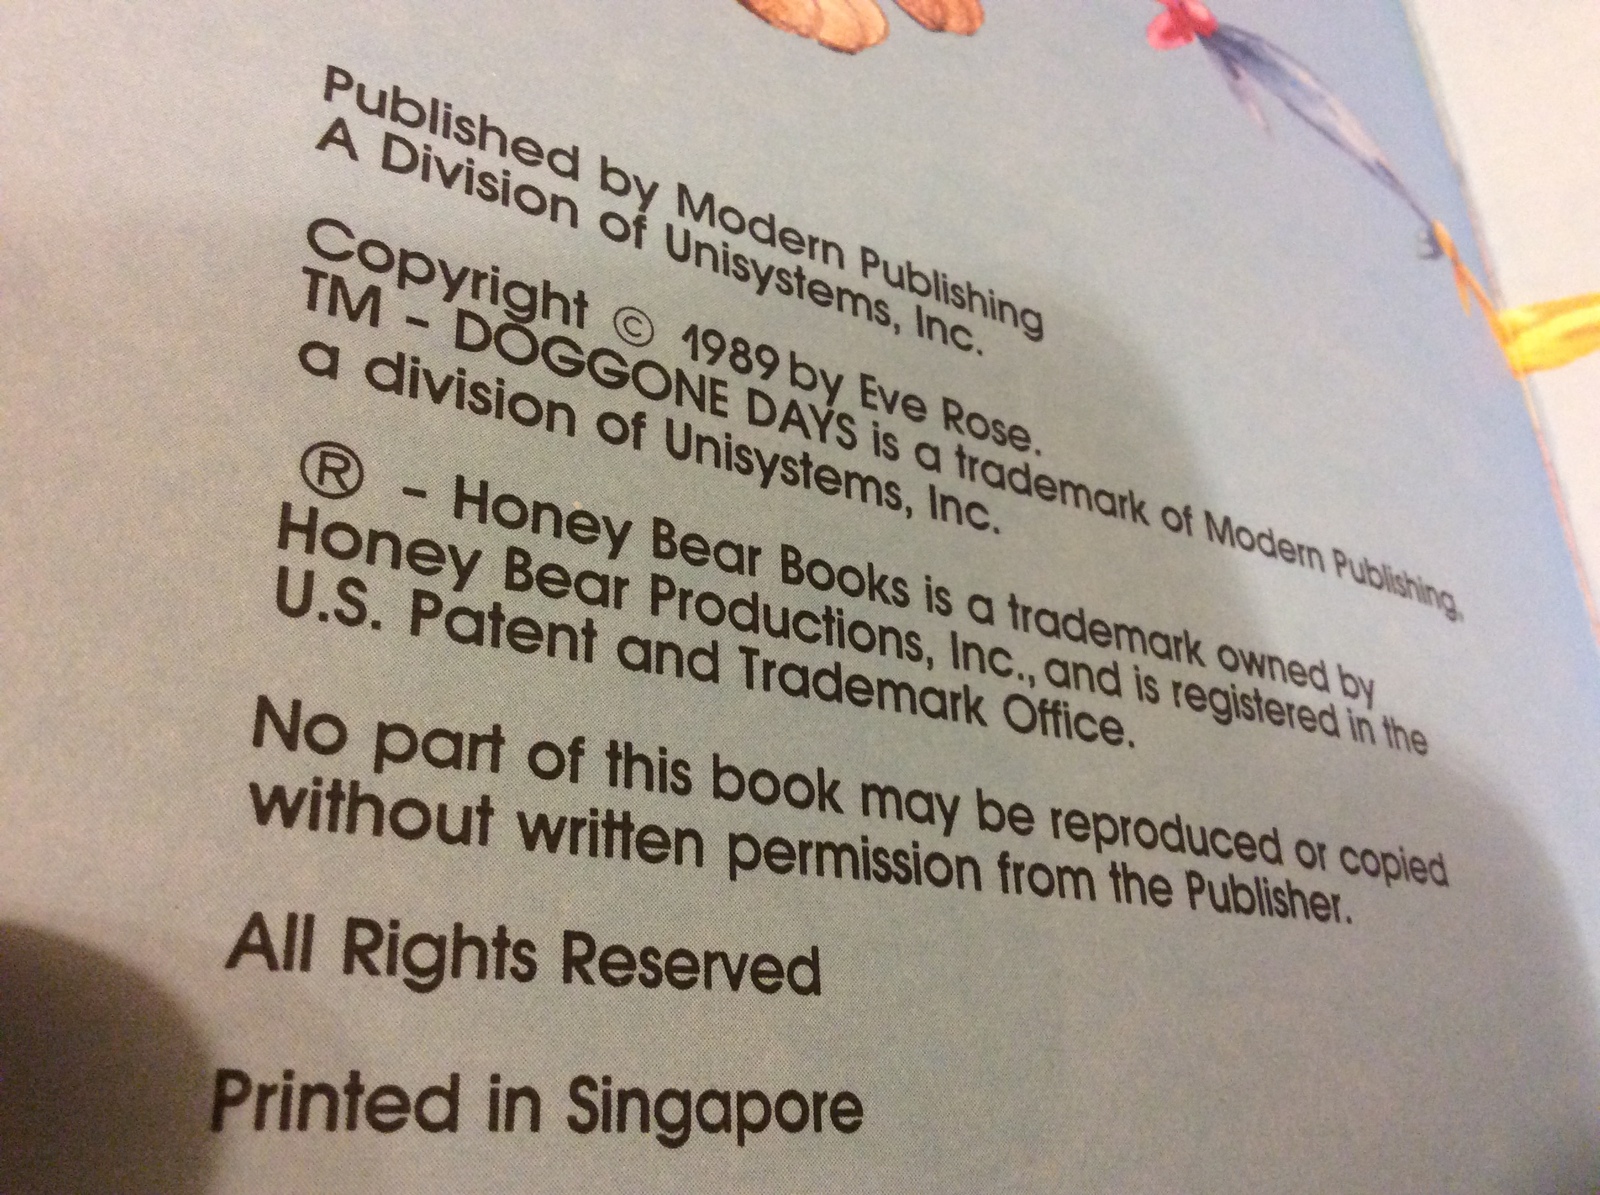 Published by Modern Publishing
A Division of Unisystems, Inc.
Copyright © 1989 by Eve Rose.
TM - DOGGONE DAYS is a trademark of Modern Publishing,
a division of Unisystems, Inc.
® - Honey Bear Books is a trademark owned by
Honey Bear Productions, Inc., and is registered in the
U.S. Patent and Trademark Office.
No part of this book may be reproduced or copied
without written permission from the Publisher.
All Rights Reserved
Printed in Singapore